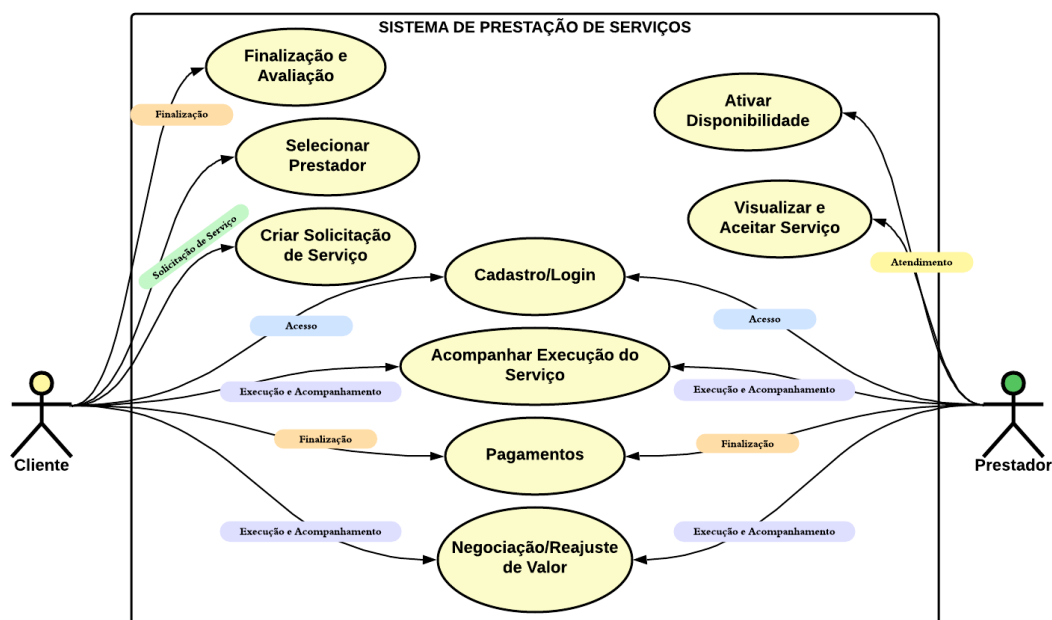 SISTEMA DE PRESTAÇÃO DE SERVIÇOS
Finalização e
Avaliação
Finalização
Ativar
Disponibilidade
Selecionar
Prestador
Solicitação de Serviço
Criar Solicitação
de Serviço
Visualizar e
Aceitar Serviço
Atendimento
Cadastro/Login
Acesso
Acesso
Acompanhar Execução do
Serviço
Execução e Acompanhamento
Execução e Acompanhamento
Cliente
Prestador
Finalização
Pagamentos
Finalização
Execução e Acompanhamento
Negociação/Reajuste
de Valor
Execução e Acompanhamento